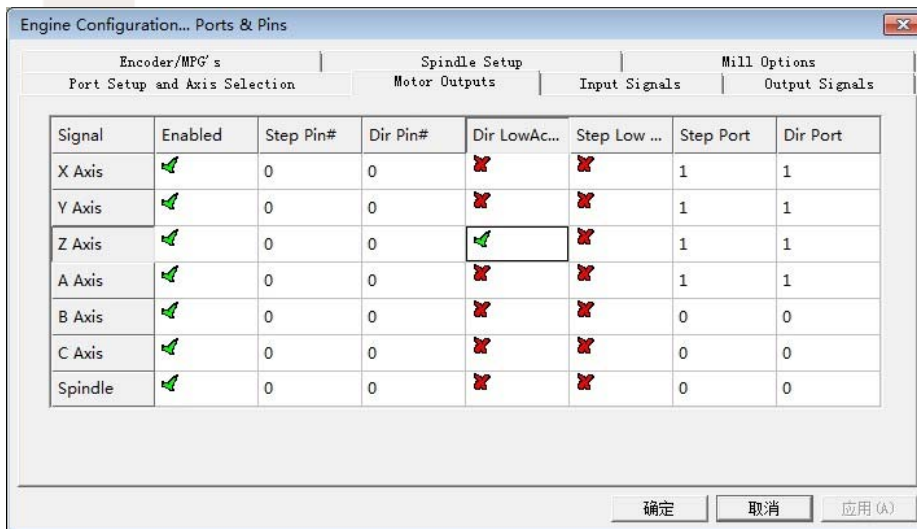 Engine Configuration... Ports & Pins
Encoder/MPG's Spindle Setup Mill Options
Port Setup and Axis Selection Motor Outputs Input Signals Output Signals
Signal Enabled Step Pin# Dir Pin# Dir LowAc... Step Low ... Step Port Dir Port
X Axis 0 0 1 1
Y Axis 0 0 1 1
Z Axis 0 0 1 1
A Axis 0 0 1 1
B Axis 0 0 0 0
C Axis 0 0 0 0
Spindle 0 0 0 0
确定 取消 应用(A)